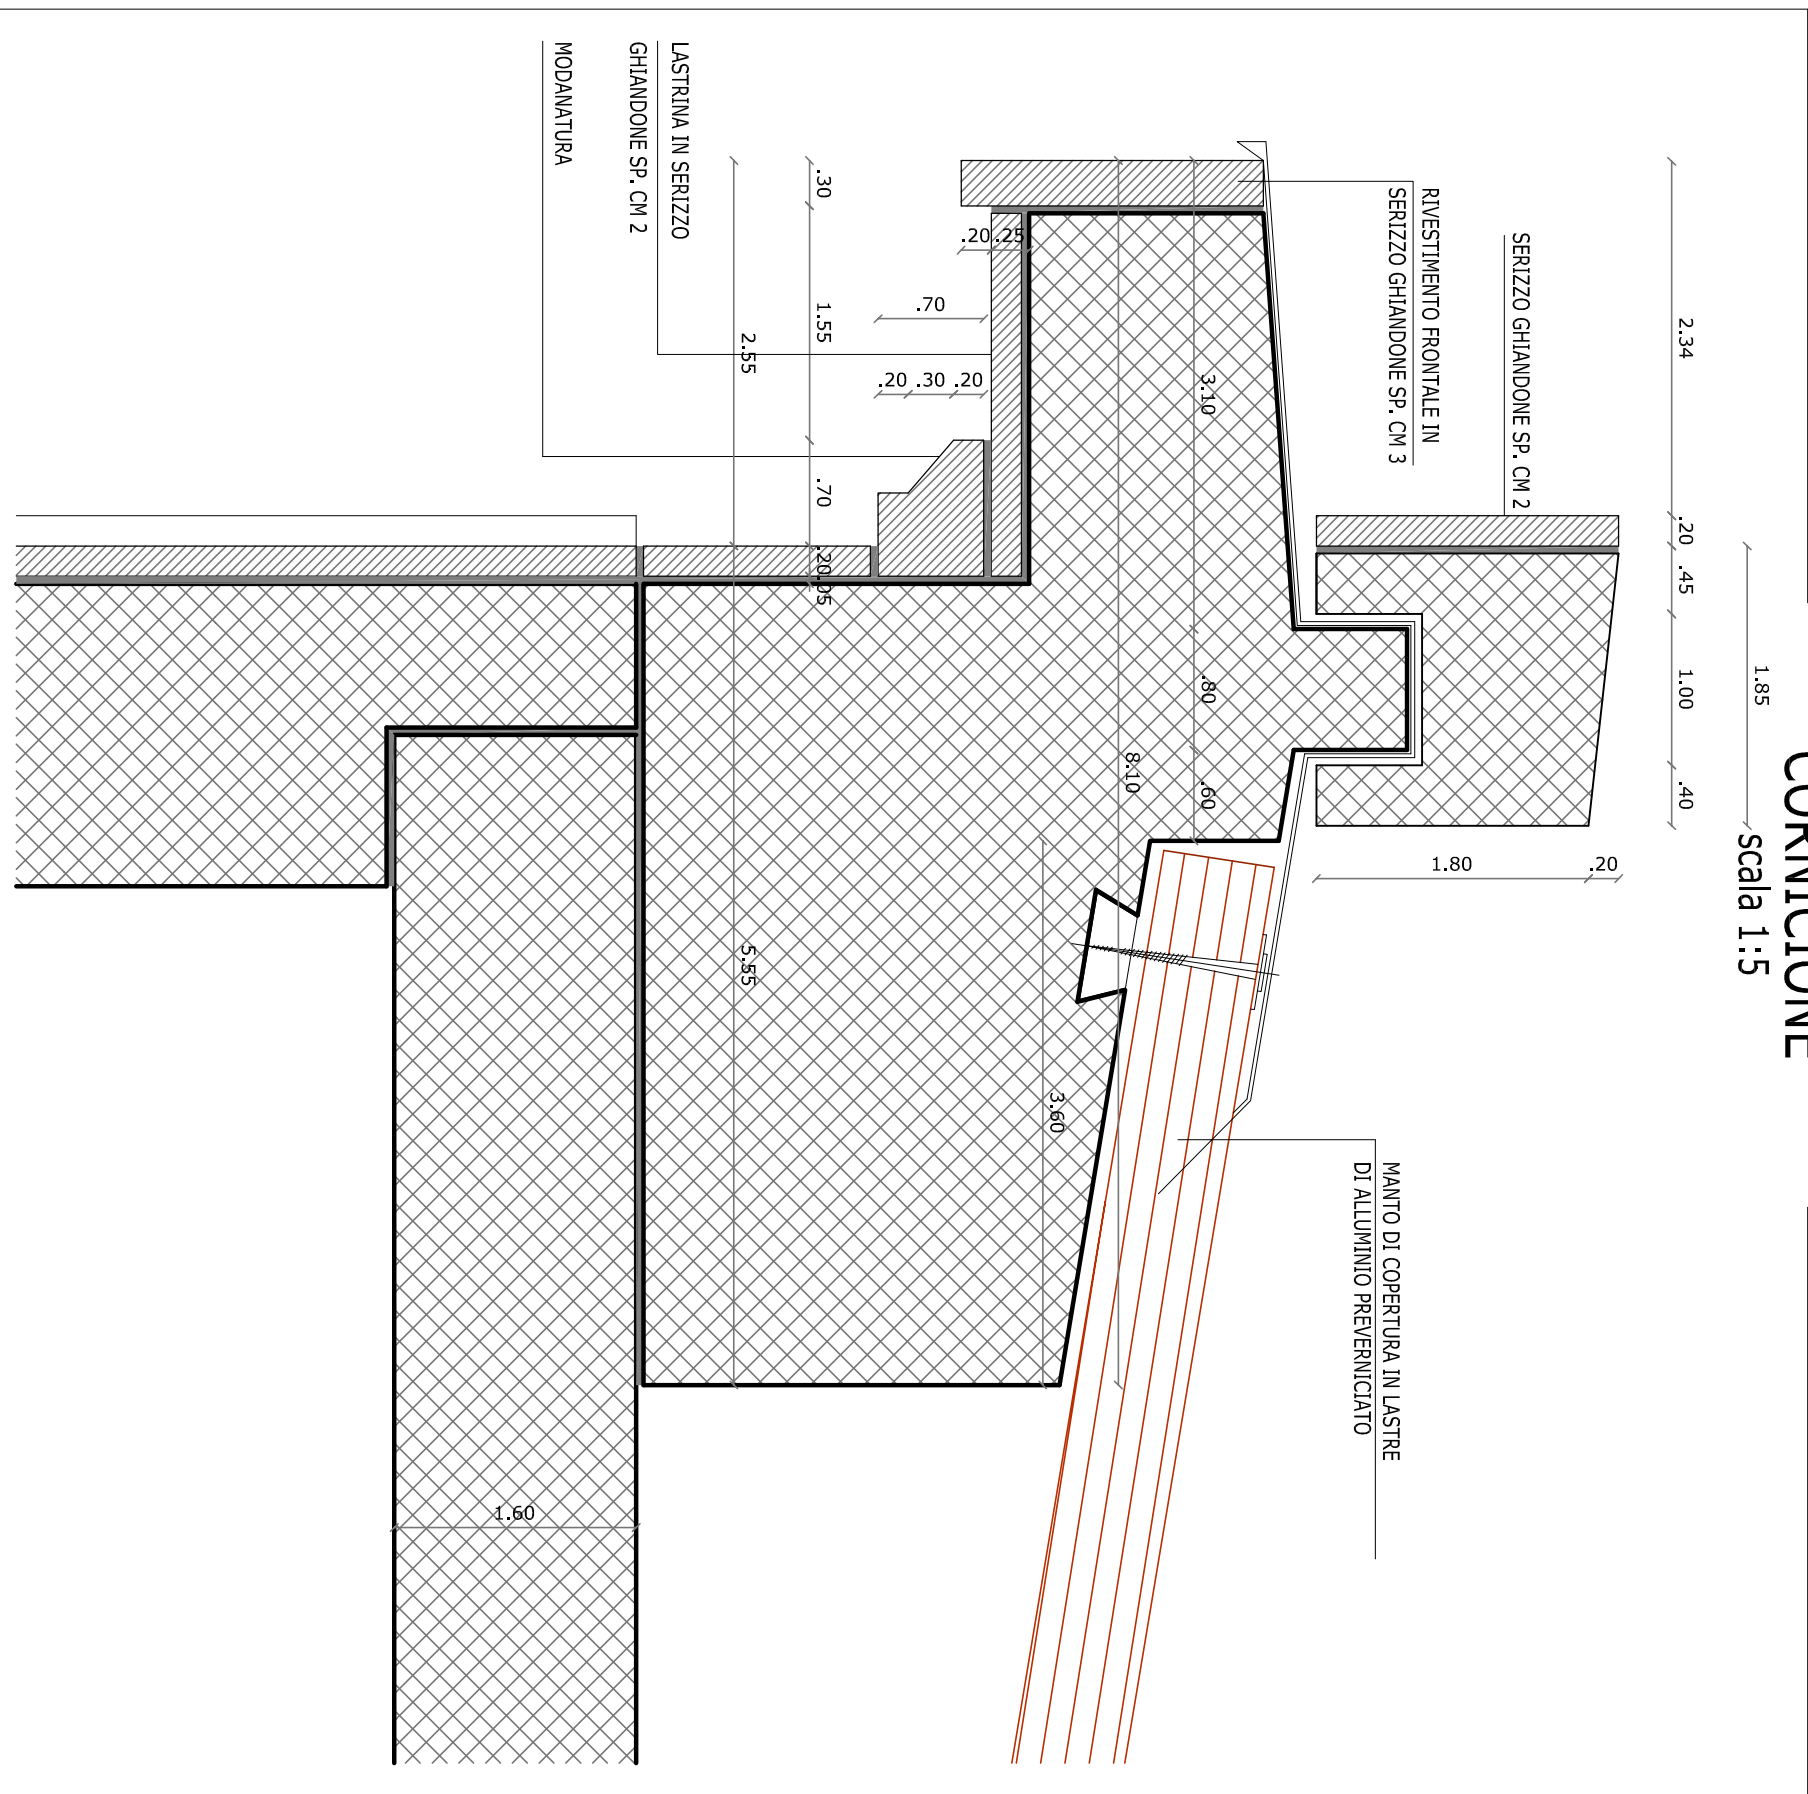 CORNICIONE
Scala 1:5
1.85
2.34
.20
.45
1.00
.40
1.80
.20
SERIZZO GHIANDONE SP. CM 2
RIVESTIMENTO FRONTALE IN
SERIZZO GHIANDONE SP. CM 3
MANTO DI COPERTURA IN LASTRE
DI ALLUMINIO PREVERNICIATO
3.10
.80
.60
8.10
3.60
.20
.25
.70
.20
.30
.20
.30
1.55
.70
.20
.05
2.55
5.55
LASTRINA IN SERIZZO
GHIANDONE SP. CM 2
MODANATURA
1.60